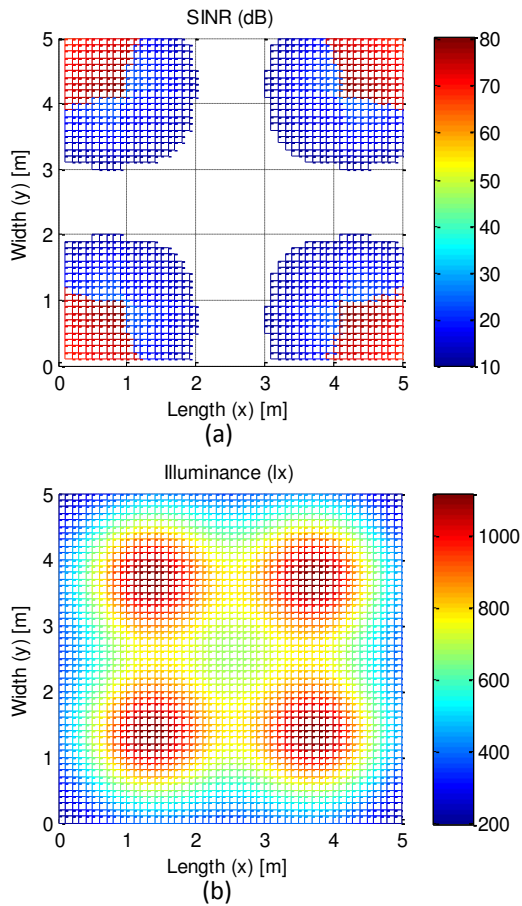 SINR (dB)
5
4
3
2
1
0
Width (y) [m]
0 1 2 3 4 5
Length (x) [m]
80
70
60
50
40
30
20
10
(a)
Illuminance (lx)
5
4
3
2
1
0
Width (y) [m]
0 1 2 3 4 5
Length (x) [m]
1000
800
600
400
200
(b)